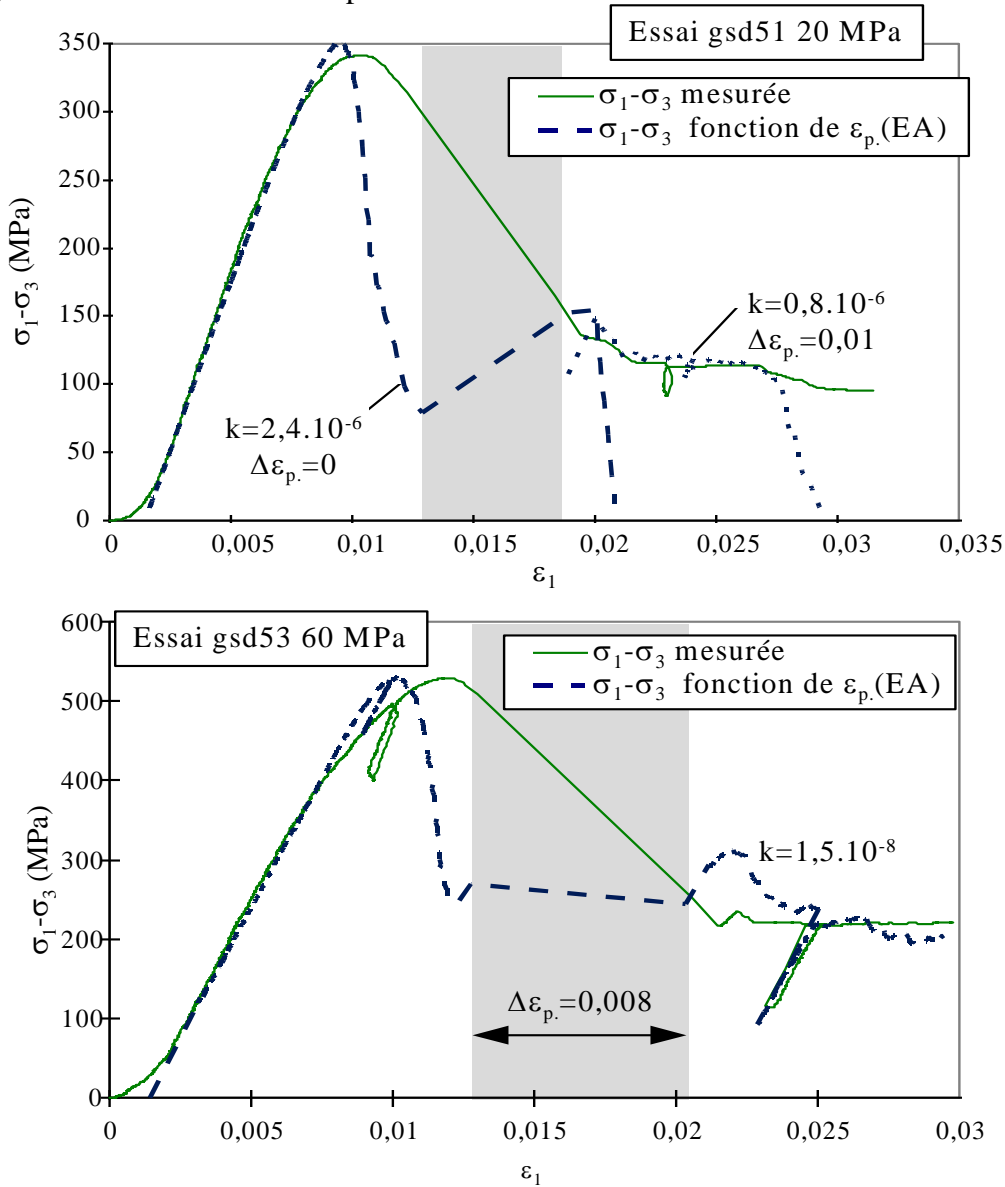 Essai gsd51 20 MPa
σ1-σ3 mesurée
σ1-σ3 fonction de εp.(EA)
350
300
250
200
150
100
50
0
σ1-σ3 (MPa)
k=0,8.10-6
Δεp.=0,01
k=2,4.10-6
Δεp.=0
0 0,005 0,01 0,015 0,02 0,025 0,03 0,035
ε1
Essai gsd53 60 MPa
σ1-σ3 mesurée
σ1-σ3 fonction de εp.(EA)
600
500
400
300
200
100
0
σ1-σ3 (MPa)
k=1,5.10-8
Δεp.=0,008
0 0,005 0,01 0,015 0,02 0,025 0,03
ε1